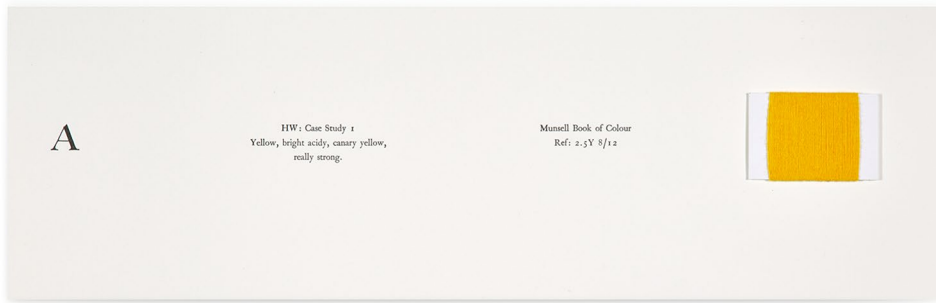 A
HW: Case Study 1
Yellow, bright acidy, canary yellow,
really strong.
Munsell Book of Colour
Ref: 2.5Y 8/12